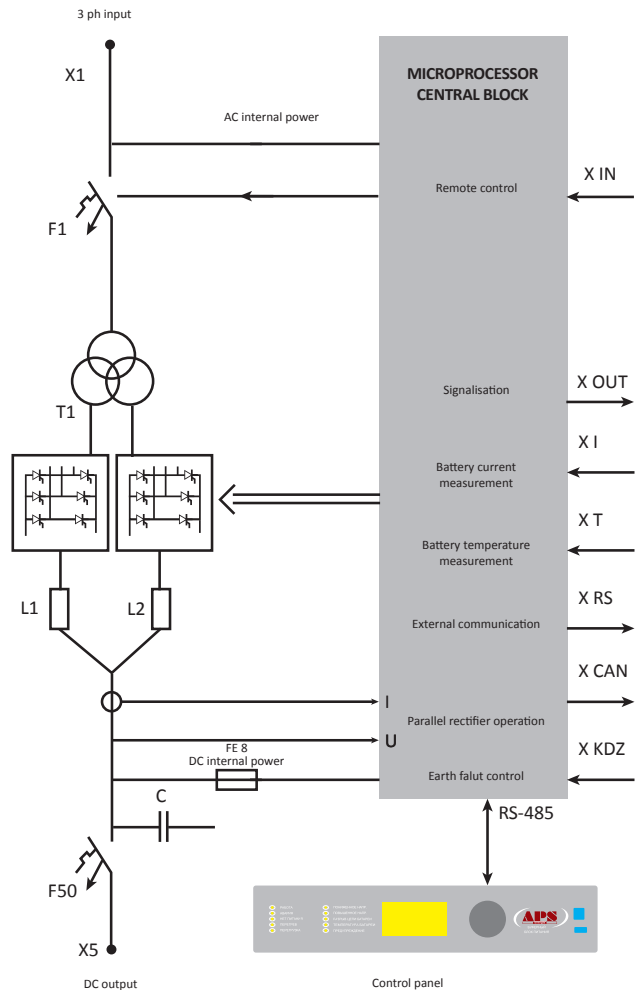 3 ph input
X1
MICROPROCESSOR
CENTRAL BLOCK
AC internal power
Remote control
X IN
F1
T1
Signalisation
X OUT
X I
Battery current
measurement
X T
Battery temperature
measurement
X RS
L1
L2
External communication
X CAN
I
Parallel rectifier operation
U
FE 8
DC internal power
X KDZ
Earth falut control
C
RS-485
F50
APS
X5
DC output
Control panel